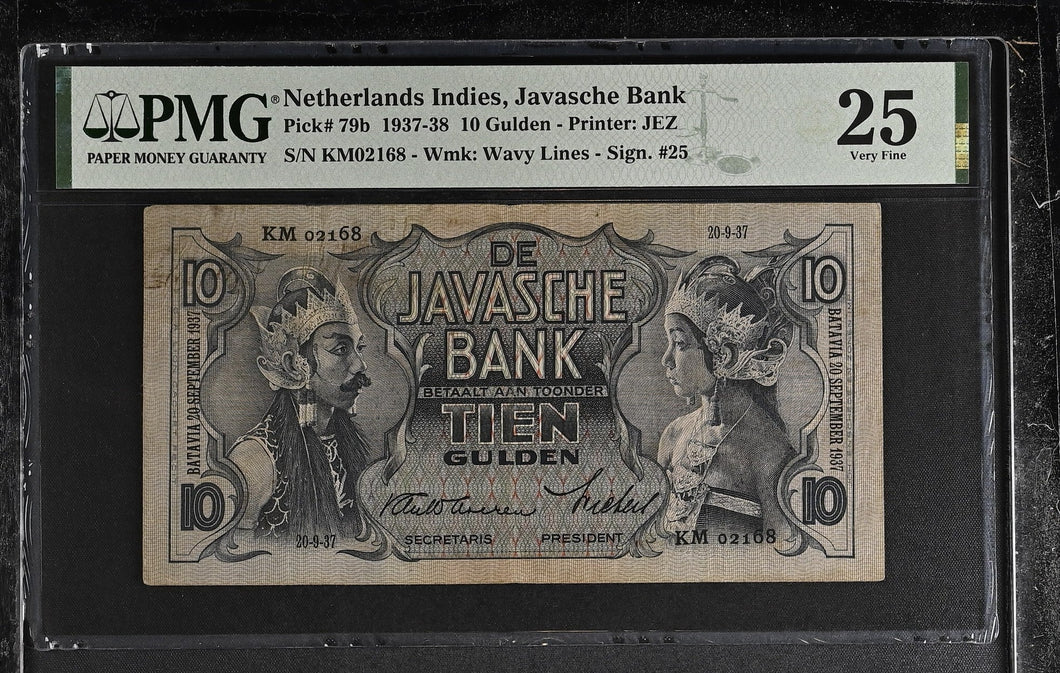 PMG®
PAPER MONEY GUARANTY
Netherlands Indies, Javasche Bank
Pick# 79b 1937-38 10 Gulden - Printer: JEZ
S/N KM02168 - Wmk: Wavy Lines - Sign. #25
25
Very Fine
KM 02168
20-9-37
10
10
DE
JAVASCHE
BANK
BETAALT AAN TOONDER
TIEN
GULDEN
BATAVIA 20 SEPTEMBER 1937
BATAVIA 20 SEPTEMBER 1937
10
10
SECRETARIS
PRESIDENT
20-9-37
KM 02168